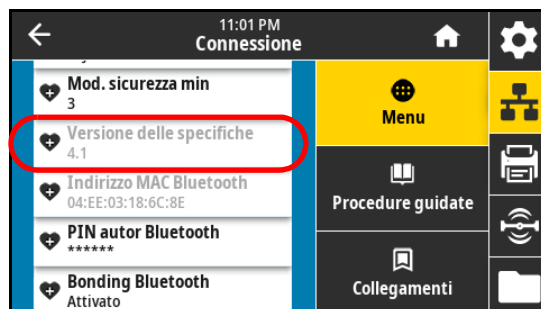 11:01 PM
Connessione
Mod. sicurezza min
3
Versione delle specifiche
4.1
Indirizzo MAC Bluetooth
04:EE:03:18:6C:8E
PIN autor Bluetooth
******
Bonding Bluetooth
Attivato
Menu
Procedure guidate
Collegamenti